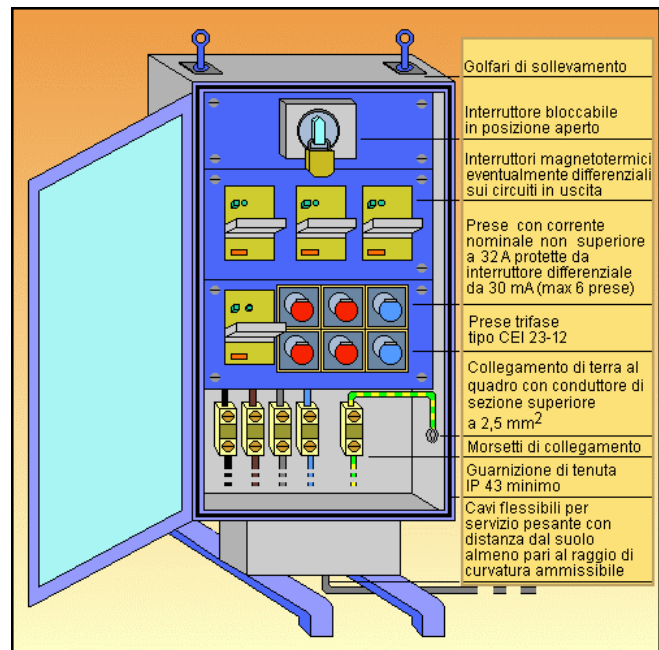 Golfari di sollevamento
Interruttore bloccabile
in posizione aperto
Interruttori magnetotermici
eventualmente differenziali
sui circuiti in uscita
Prese con corrente
nominale non superiore
a 32A protette da
interruttore differenziale
da 30 mA (max 6 prese)
Prese trifase
tipo CEI 23-12
Collegamento di terra al
quadro con conduttore di
sezione superiore
a 2,5 mm²
Morsetti di collegamento
Guarnizione di tenuta
IP 43 minimo
Cavi flessibili per
servizio pesante con
distanza dal suolo
almeno pari al raggio di
curvatura ammissibile